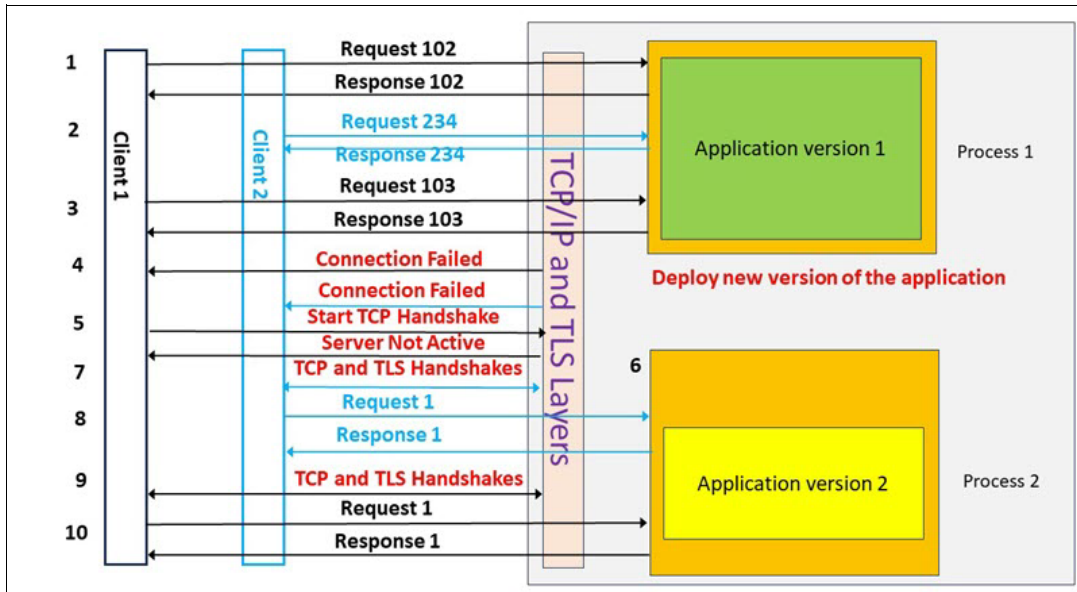 1
Request 102
Response 102
2
Request 234
Response 234
3
Request 103
Response 103
4
Connection Failed
Connection Failed
5
Start TCP Handshake
Server Not Active
7
TCP and TLS Handshakes
8
Request 1
Response 1
9
TCP and TLS Handshakes
Request 1
10
Response 1
Client 1
Client 2
TCP/IP and TLS Layers
Application version 1
Process 1
Deploy new version of the application
6
Application version 2
Process 2